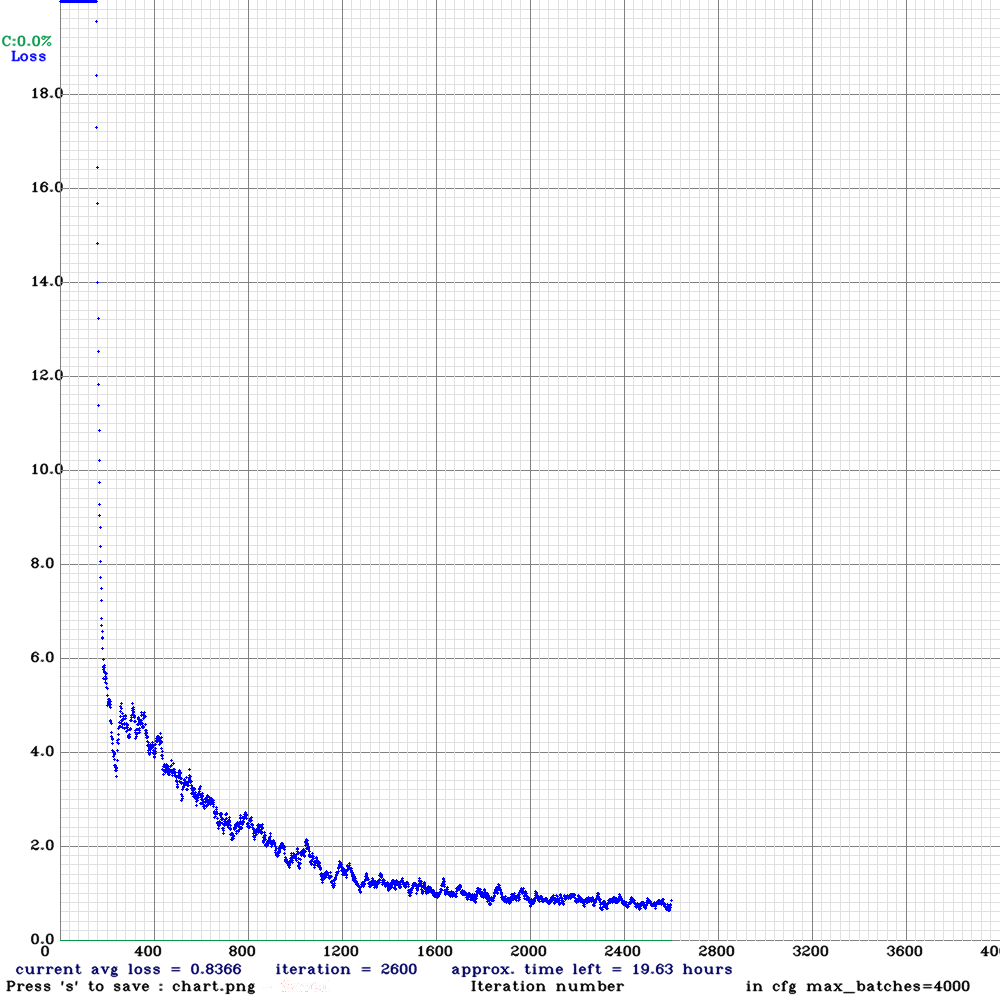 C:0.0%
Loss
18.0
16.0
14.0
12.0
10.0
8.0
6.0
4.0
2.0
0.0
0 400 800 1200 1600 2000 2400 2800 3200 3600 40
current avg loss = 0.8366 iteration = 2600 approx. time left = 19.63 hours
Press 's' to save : chart.png Iteration number in cfg max_batches=4000